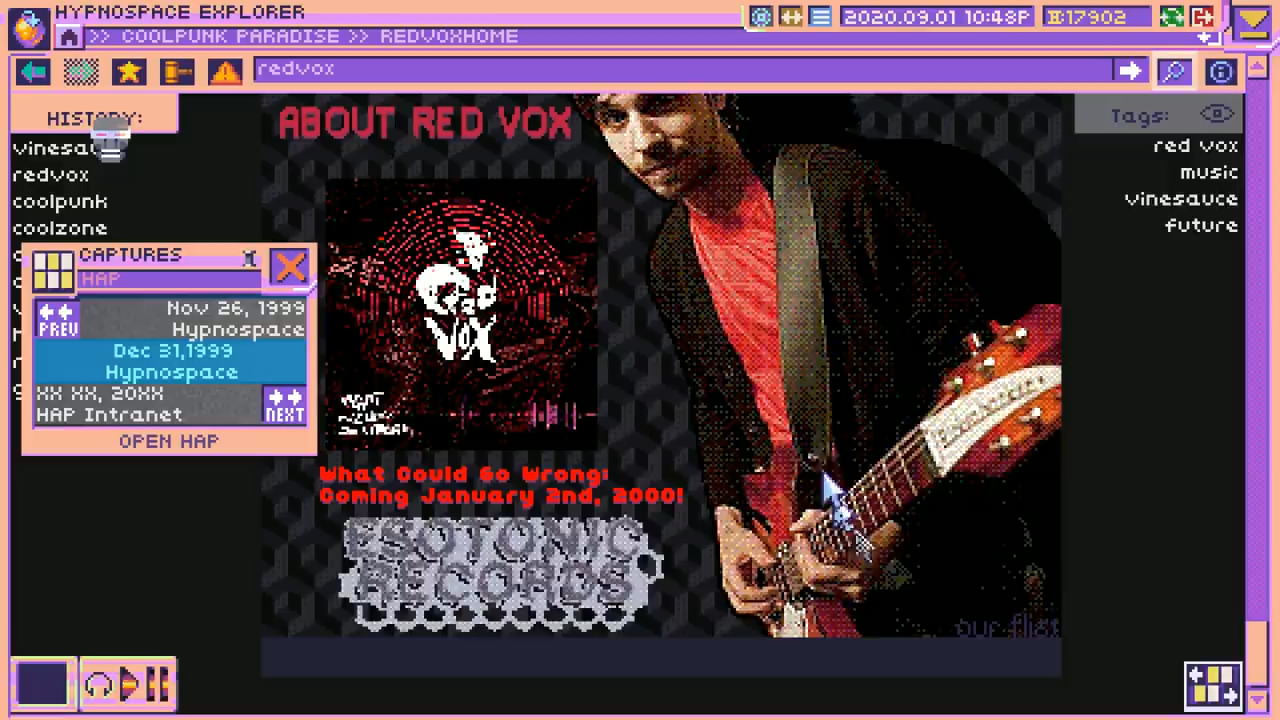 HYPNOSPACE EXPLORER
2020.09.01 10:48P
17902
>> COOLPUNK PARADISE >> REDVOXHOME
redvox
HISTORY:
redvox
coolpunk
coolzone
CAPTURES
HAP
PREV
Nov 26, 1999
Hypnospace
Dec 31,1999
Hypnospace
XX XX, 20XX
HAP Intranet
NEXT
OPEN HAP
ABOUT RED VOX
VOX
What Could Go Wrong:
Coming January 2nd, 2000!
ESOTONIC
RECORDS
Tags:
red vox
music
vinesauce
future